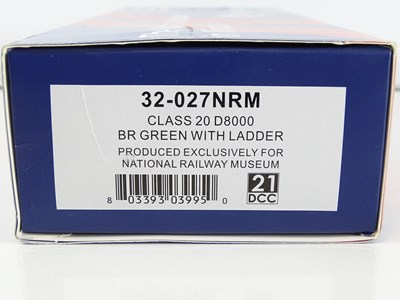 32-027NRM
CLASS 20 D8000
BR GREEN WITH LADDER
PRODUCED EXCLUSIVELY FOR
NATIONAL RAILWAY MUSEUM
8 03393 03995 0
21
DCC